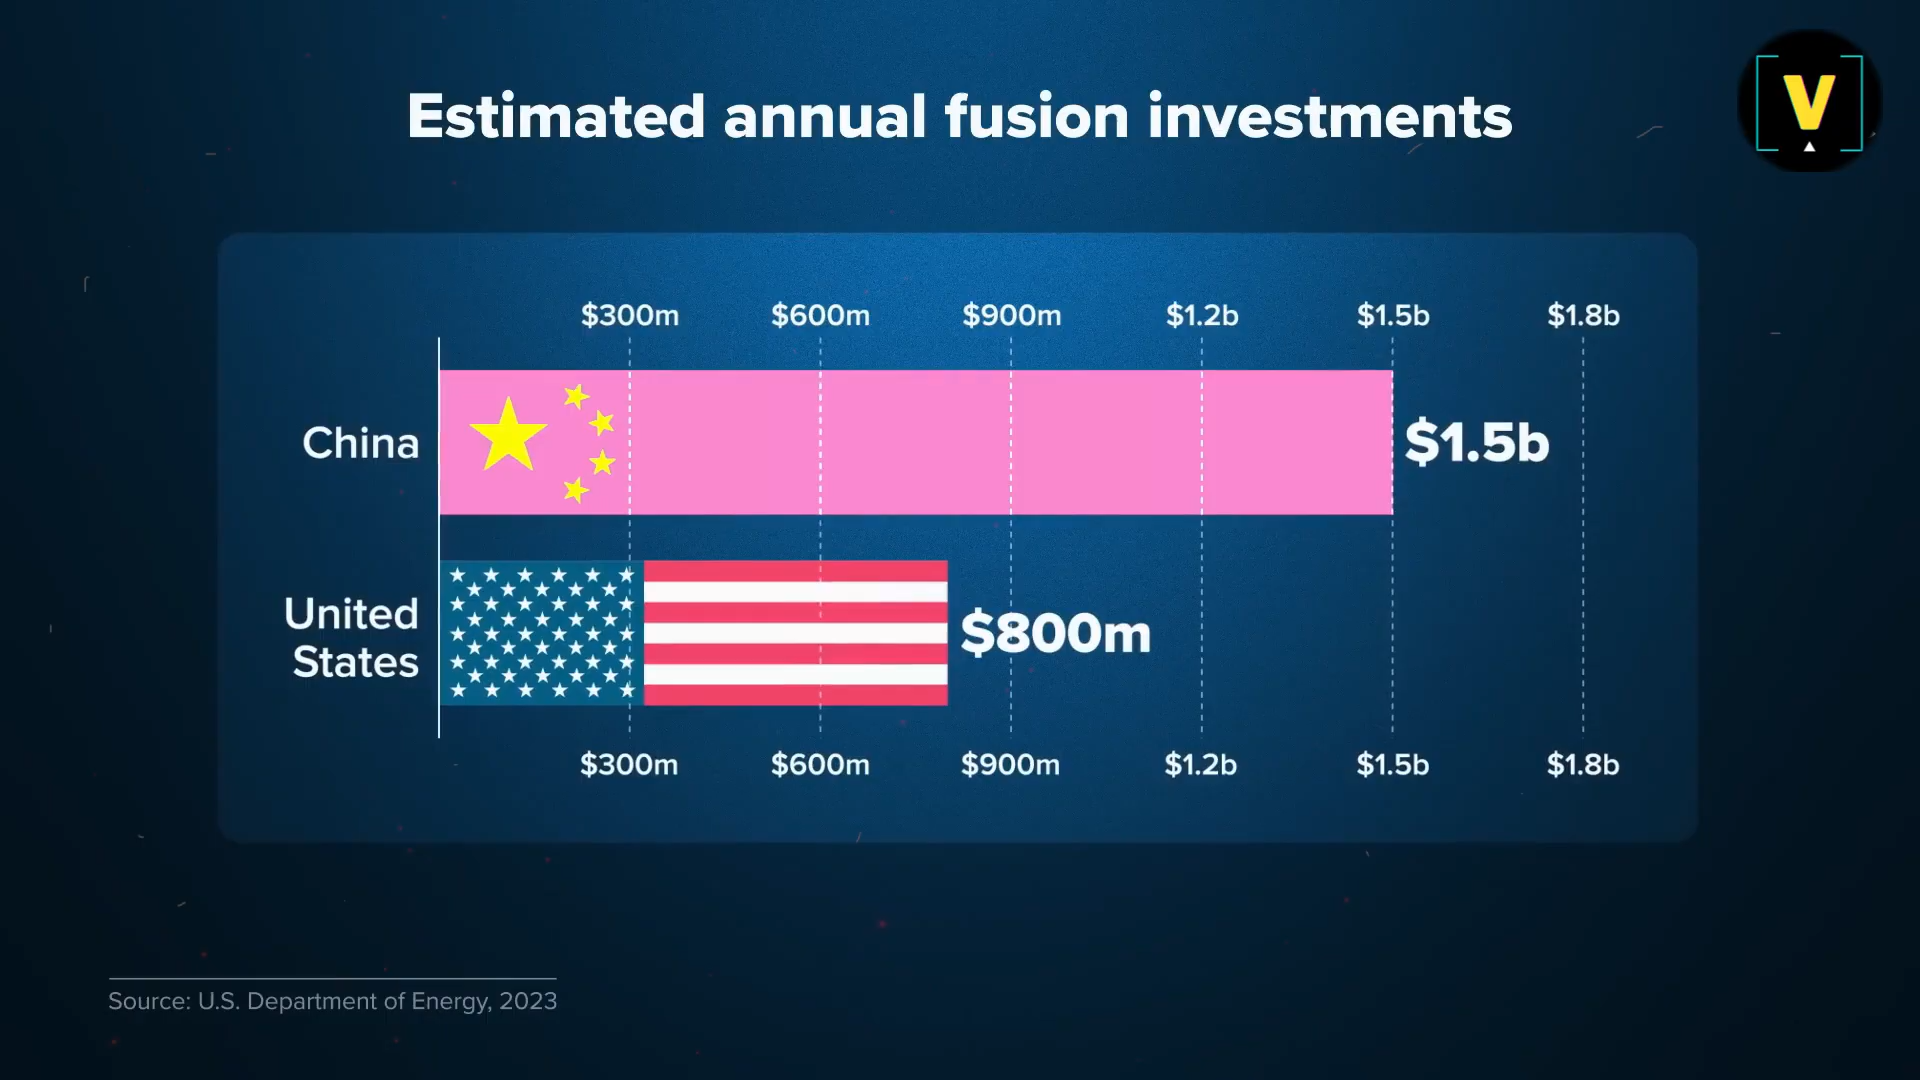 Estimated annual fusion investments
V
$300m $600m $900m $1.2b $1.5b $1.8b
China $1.5b
United
States
$800m
$300m $600m $900m $1.2b $1.5b $1.8b
Source: U.S. Department of Energy, 2023